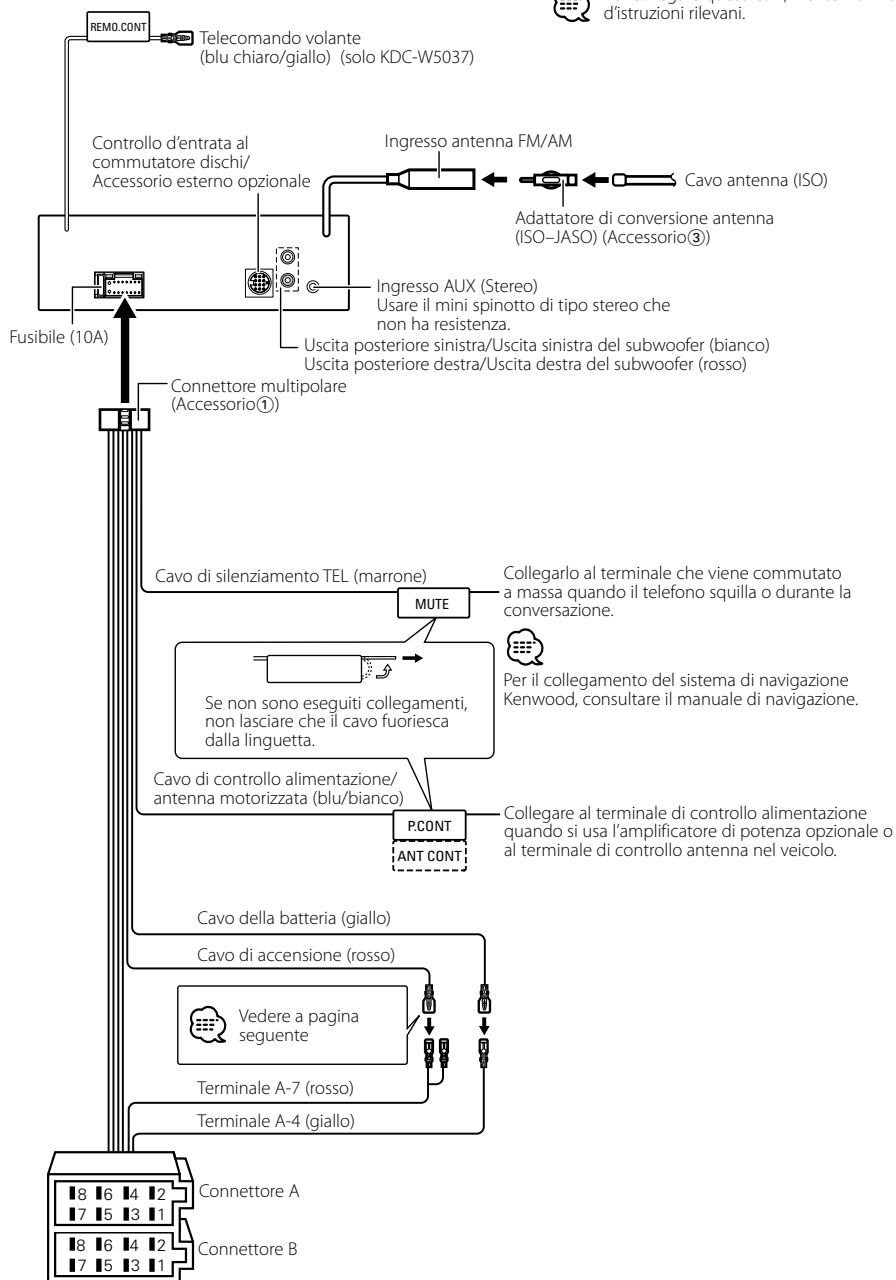 d'istruzioni rilevani.
REMO.CONT
Telecomando volante
(blu chiaro/giallo) (solo KDC-W5037)
Controllo d'entrata al
commutatore dischi/
Accessorio esterno opzionale
Ingresso antenna FM/AM
Cavo antenna (ISO)
Adattatore di conversione antenna
(ISO–JASO) (Accessorio③)
Ingresso AUX (Stereo)
Usare il mini spinotto di tipo stereo che
non ha resistenza.
Fusibile (10A)
Uscita posteriore sinistra/Uscita sinistra del subwoofer (bianco)
Uscita posteriore destra/Uscita destra del subwoofer (rosso)
Connettore multipolare
(Accessorio①)
Cavo di silenziamento TEL (marrone)
MUTE
Collegarlo al terminale che viene commutato
a massa quando il telefono squilla o durante la
conversazione.
Per il collegamento del sistema di navigazione
Kenwood, consultare il manuale di navigazione.
Se non sono eseguiti collegamenti,
non lasciare che il cavo fuoriesca
dalla linguetta.
Cavo di controllo alimentazione/
antenna motorizzata (blu/bianco)
P.CONT
ANT CONT
Collegare al terminale di controllo alimentazione
quando si usa l'amplificatore di potenza opzionale o
al terminale di controllo antenna nel veicolo.
Cavo della batteria (giallo)
Cavo di accensione (rosso)
Vedere a pagina
seguente
Terminale A-7 (rosso)
Terminale A-4 (giallo)
8 6 4 2
7 5 3 1
Connettore A
8 6 4 2
7 5 3 1
Connettore B